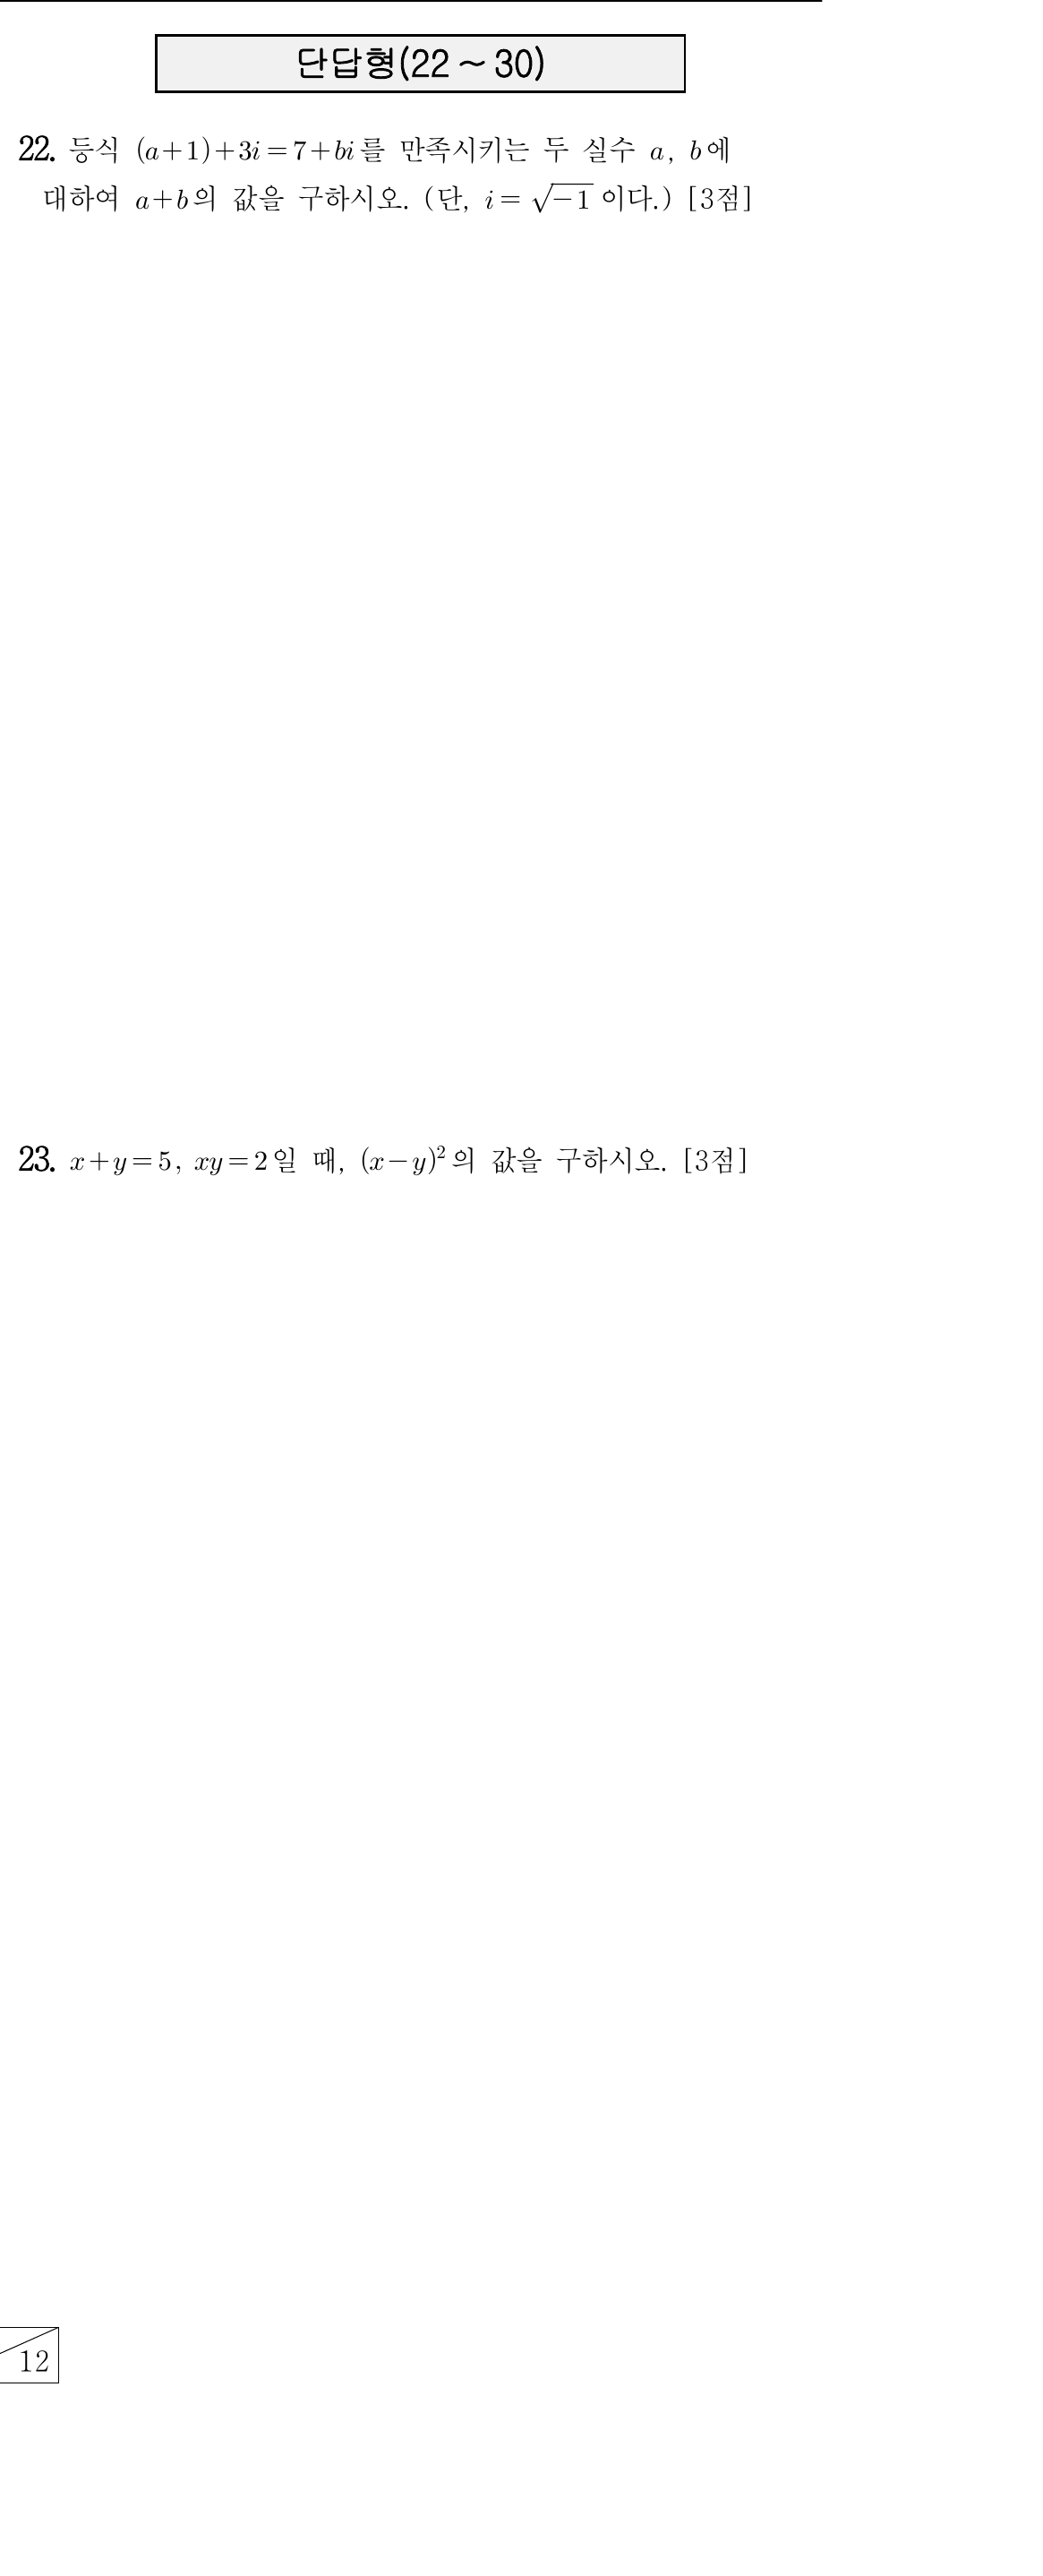 단답형(22 ~ 30)
22. 등식 (a+1)+3i=7+bi를 만족시키는 두 실수 a, b에
대하여 a+b의 값을 구하시오. (단, i=√-1 이다.) [3점]
23. x+y=5, xy=2일 때, (x-y)²의 값을 구하시오. [3점]
12